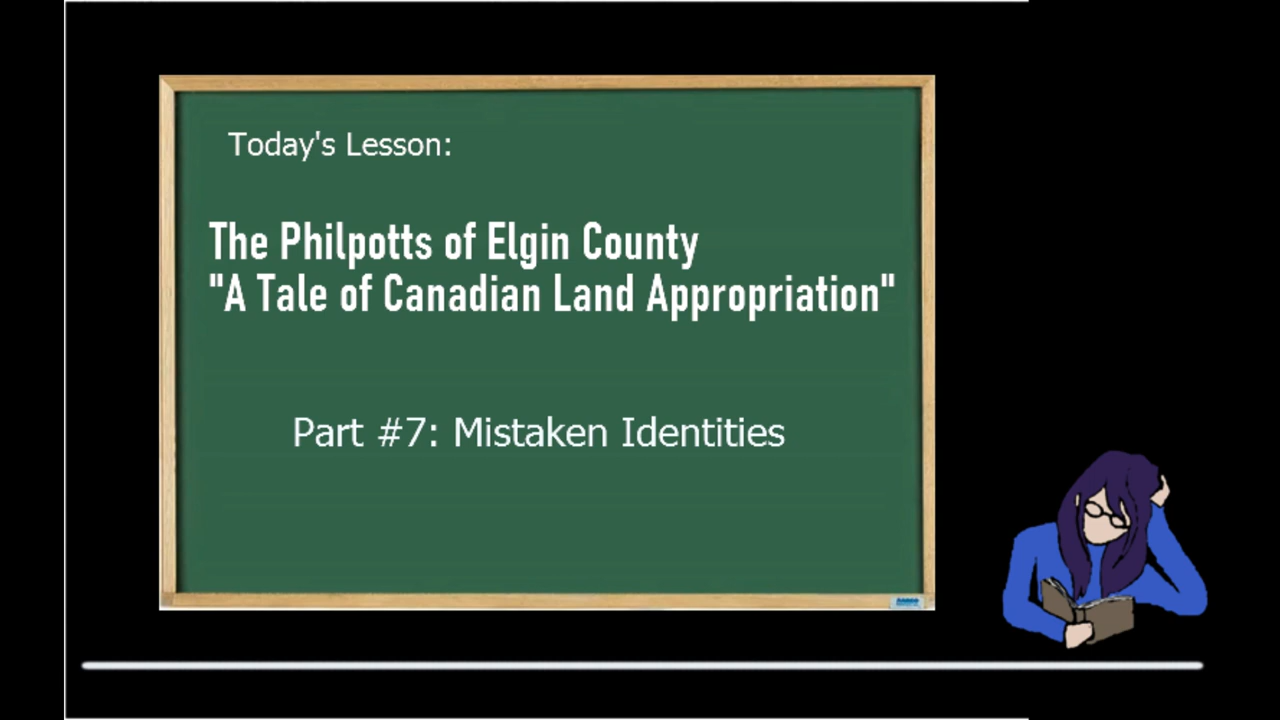 Today's Lesson:
The Philpotts of Elgin County
"A Tale of Canadian Land Appropriation"
Part #7: Mistaken Identities